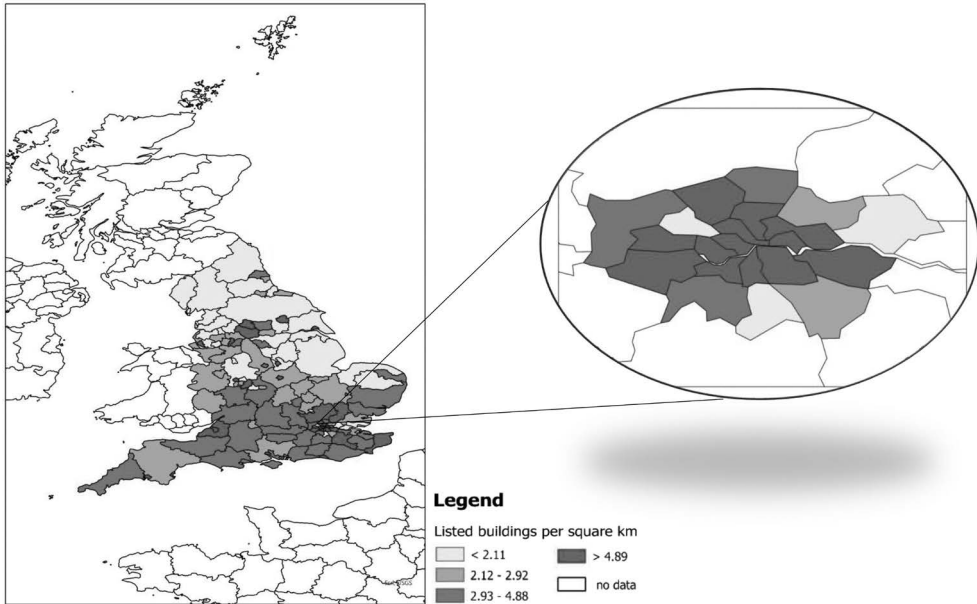 Legend
Listed buildings per square km
< 2.11
2.12 - 2.92
2.93 - 4.88
> 4.89
no data